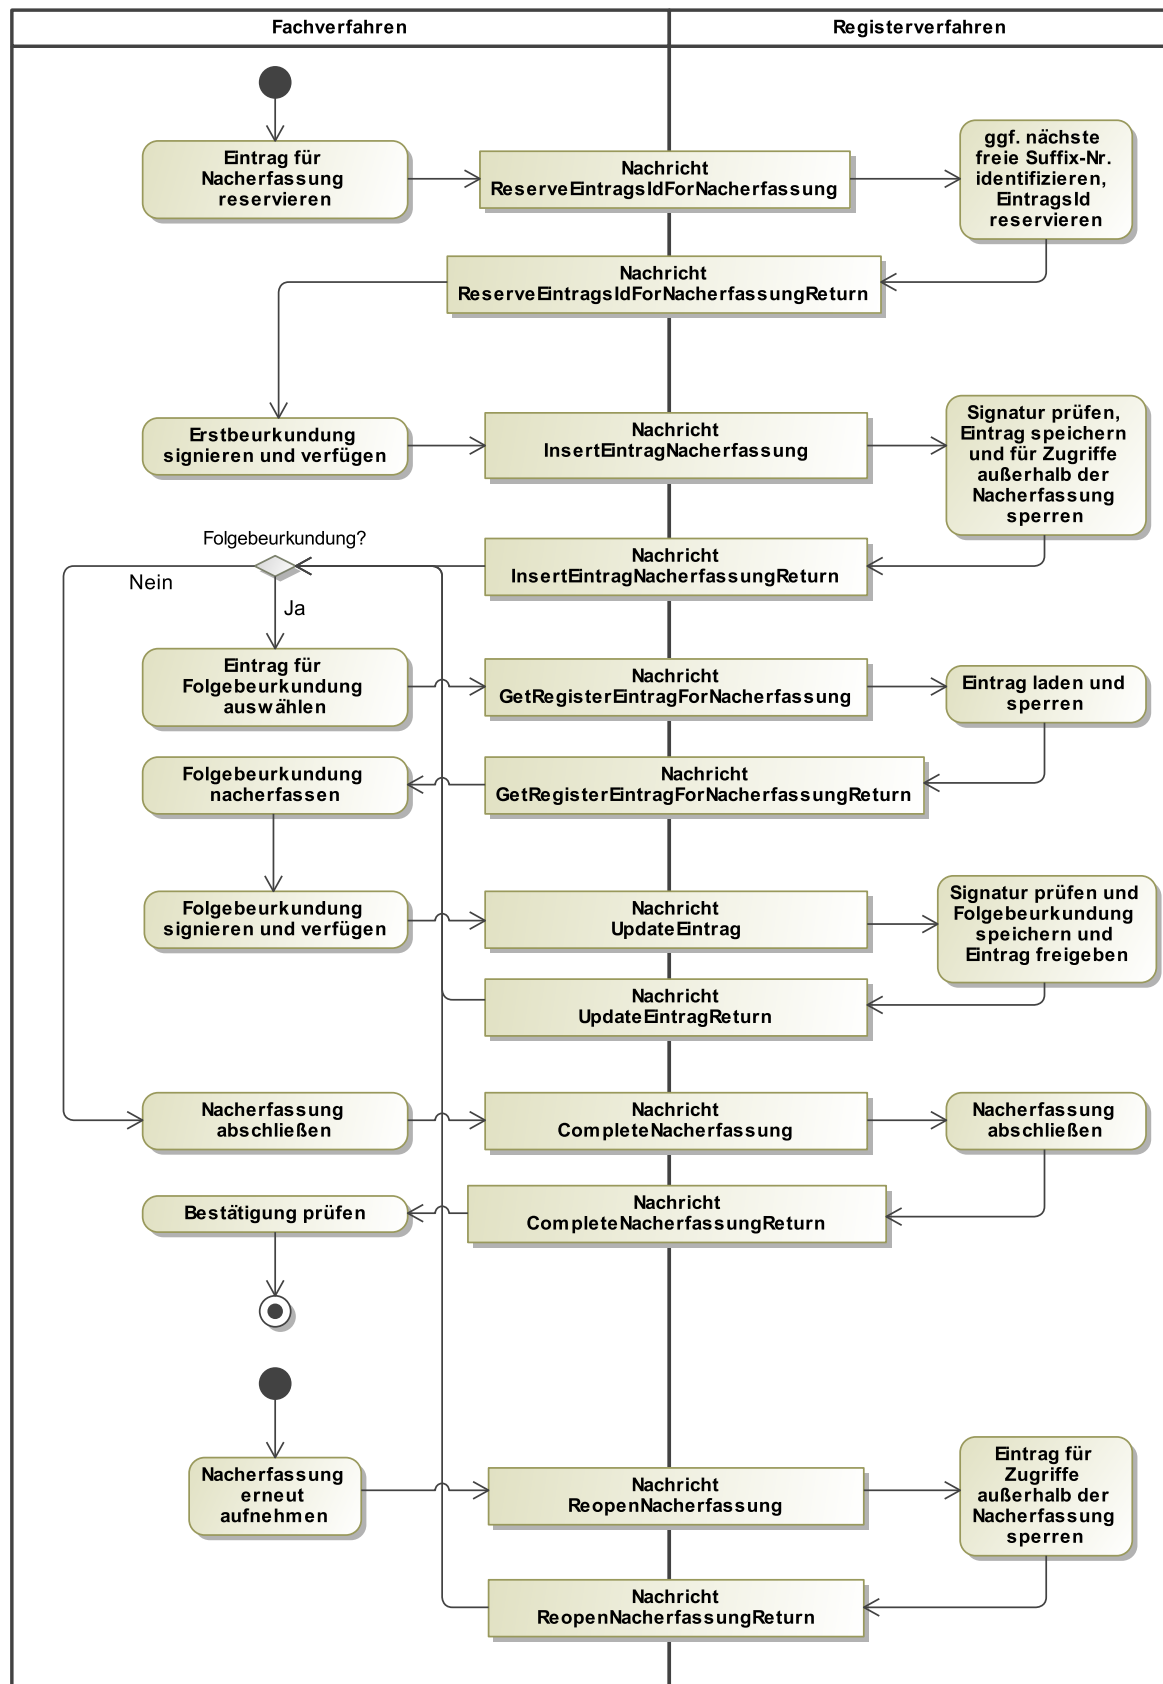 Fachverfahren
Registerverfahren
Eintrag für
Nacherfassung
reservieren
Nachricht
ReserveEintragsIdForNacherfassung
ggf. nächste
freie Suffix-Nr.
identifizieren,
EintragsId
reservieren
Nachricht
ReserveEintragsIdForNacherfassungReturn
Erstbeurkundung
signieren und verfügen
Nachricht
InsertEintragNacherfassung
Signatur prüfen,
Eintrag speichern
und für Zugriffe
außerhalb der
Nacherfassung
sperren
Folgebeurkundung?
Nachricht
InsertEintragNacherfassungReturn
Nein
Ja
Eintrag für
Folgebeurkundung
auswählen
Nachricht
GetRegisterEintragForNacherfassung
Eintrag laden und
sperren
Folgebeurkundung
nacherfassen
Nachricht
GetRegisterEintragForNacherfassungReturn
Folgebeurkundung
signieren und verfügen
Nachricht
UpdateEintrag
Signatur prüfen und
Folgebeurkundung
speichern und
Eintrag freigeben
Nachricht
UpdateEintragReturn
Nacherfassung
abschließen
Nachricht
CompleteNacherfassung
Nacherfassung
abschließen
Bestätigung prüfen
Nachricht
CompleteNacherfassungReturn
Nacherfassung
erneut
aufnehmen
Nachricht
ReopenNacherfassung
Eintrag für
Zugriffe
außerhalb der
Nacherfassung
sperren
Nachricht
ReopenNacherfassungReturn